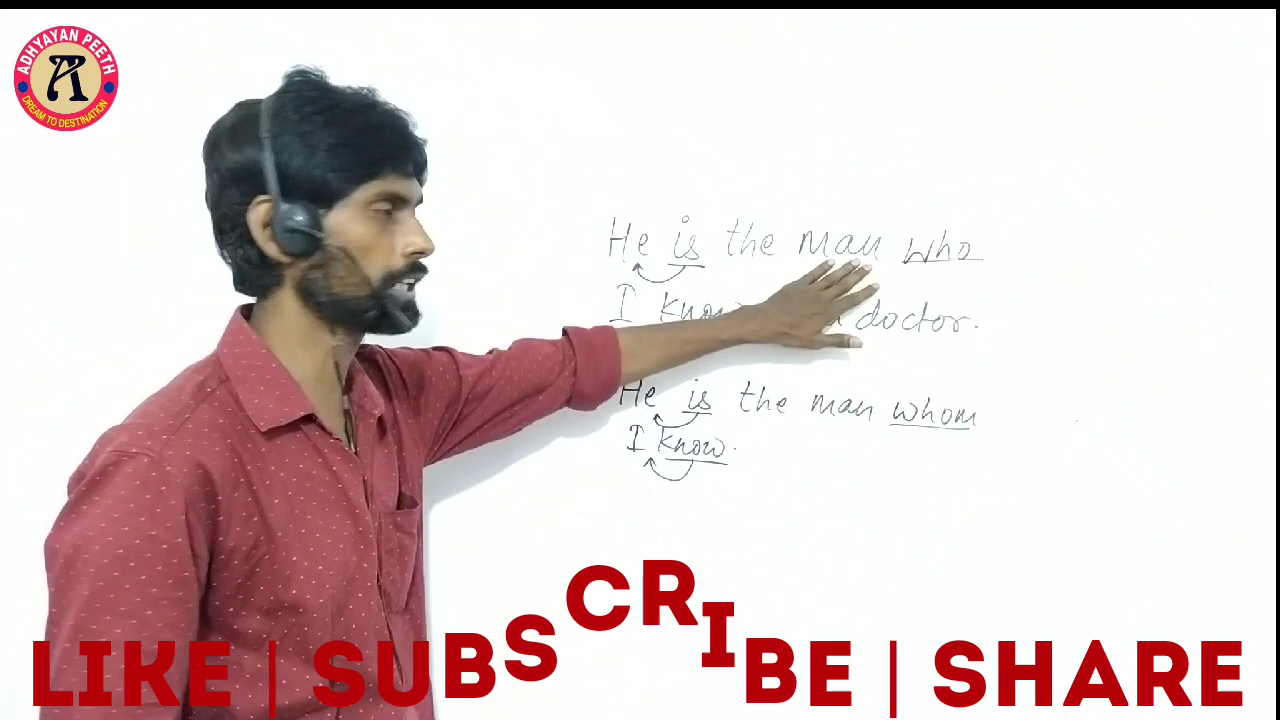 ADHYAYAN PEETH
A
DREAM TO DESTINATION
He is the man who
I know doctor.
He is the man whom
I know.
LIKE | SUBSCRIBE | SHARE